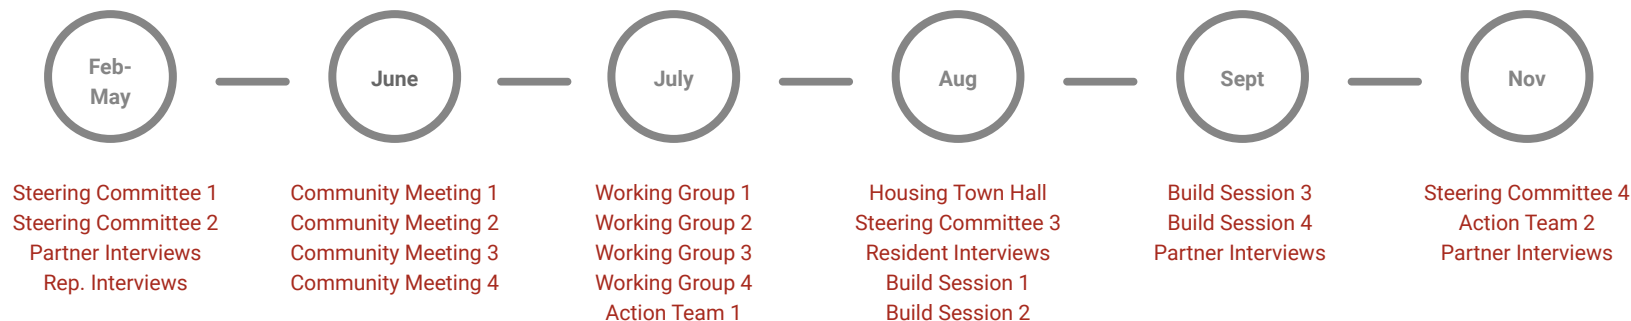 Feb-
May
June
July
Aug
Sept
Nov
Steering Committee 1
Steering Committee 2
Partner Interviews
Rep. Interviews
Community Meeting 1
Community Meeting 2
Community Meeting 3
Community Meeting 4
Working Group 1
Working Group 2
Working Group 3
Working Group 4
Action Team 1
Housing Town Hall
Steering Committee 3
Resident Interviews
Build Session 1
Build Session 2
Build Session 3
Build Session 4
Partner Interviews
Steering Committee 4
Action Team 2
Partner Interviews